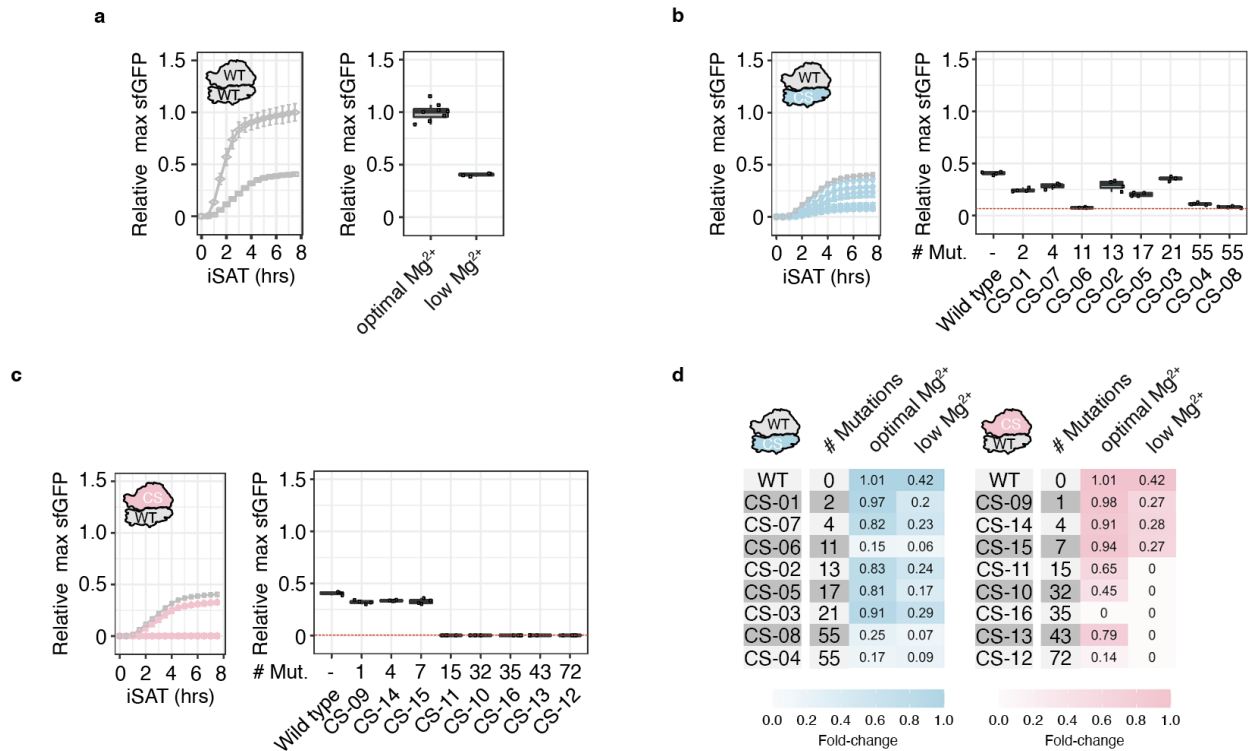 a
Relative max sfGFP
1.5
1.0
0.5
0
WT
WT
0 2 4 6 8
iSAT (hrs)
Relative max sfGFP
1.5
1.0
0.5
0
optimal Mg²⁺
low Mg²⁺
b
Relative max sfGFP
1.5
1.0
0.5
0
WT
CS
0 2 4 6 8
iSAT (hrs)
Relative max sfGFP
1.5
1.0
0.5
0
# Mut. - 2 4 11 13 17 21 55 55
Wild type
CS-01
CS-07
CS-06
CS-02
CS-05
CS-03
CS-04
CS-08
c
Relative max sfGFP
1.5
1.0
0.5
0
CS
WT
0 2 4 6 8
iSAT (hrs)
Relative max sfGFP
1.5
1.0
0.5
0
# Mut. - 1 4 7 15 32 35 43 72
Wild type
CS-09
CS-14
CS-15
CS-11
CS-10
CS-16
CS-13
CS-12
d
WT
CS
# Mutations
optimal Mg²⁺
low Mg²⁺
WT 0 1.01 0.42
CS-01 2 0.97 0.2
CS-07 4 0.82 0.23
CS-06 11 0.15 0.06
CS-02 13 0.83 0.24
CS-05 17 0.81 0.17
CS-03 21 0.91 0.29
CS-08 55 0.25 0.07
CS-04 55 0.17 0.09
0.0 0.2 0.4 0.6 0.8 1.0
Fold-change
CS
WT
# Mutations
optimal Mg²⁺
low Mg²⁺
WT 0 1.01 0.42
CS-09 1 0.98 0.27
CS-14 4 0.91 0.28
CS-15 7 0.94 0.27
CS-11 15 0.65 0
CS-10 32 0.45 0
CS-16 35 0 0
CS-13 43 0.79 0
CS-12 72 0.14 0
0.0 0.2 0.4 0.6 0.8 1.0
Fold-change